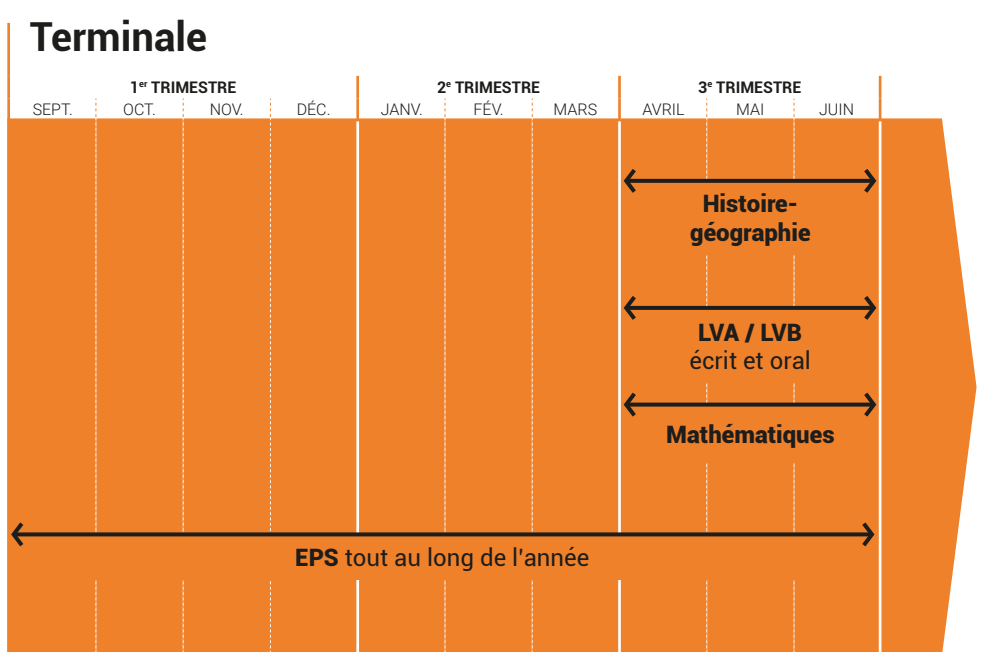 Terminale
1er TRIMESTRE 2e TRIMESTRE 3e TRIMESTRE
SEPT. OCT. NOV. DÉC. JANV. FÉV. MARS AVRIL MAI JUIN
Histoire-
géographie
LVA / LVB
écrit et oral
Mathématiques
EPS tout au long de l'année